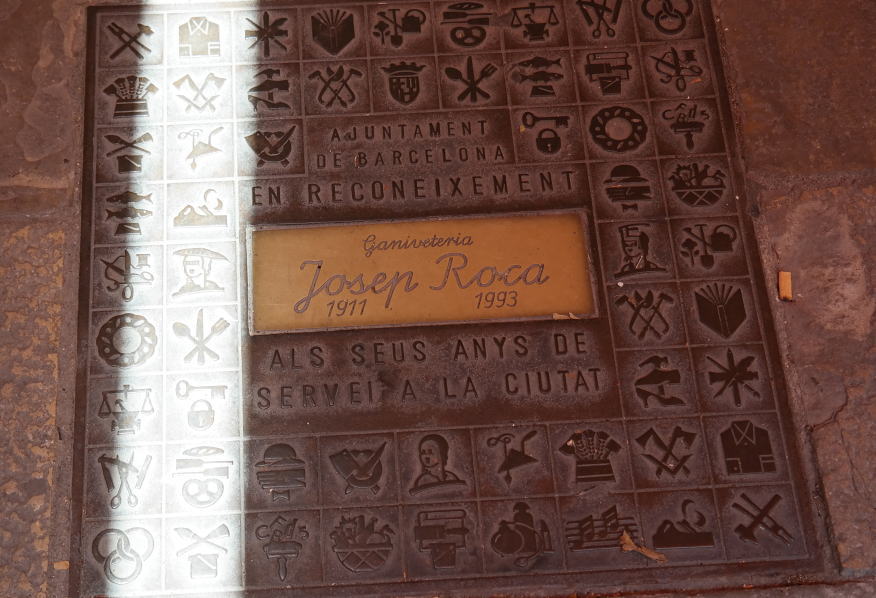 AJUNTAMENT
DE BARCELONA
EN RECONEIXEMENT
Ganiveteria
Josep Roca
1911 1993
ALS SEUS ANYS DE
SERVEI A LA CIUTAT